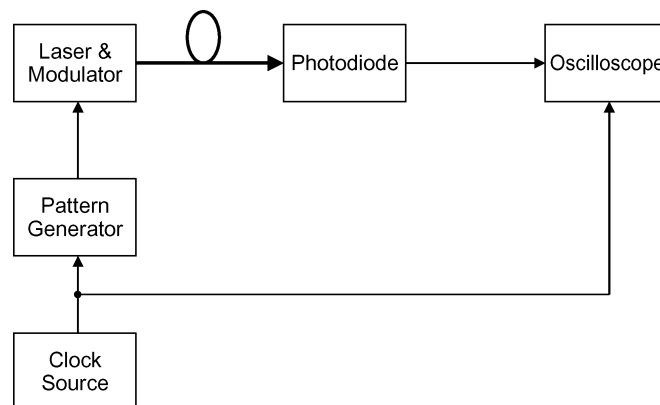 Laser &
Modulator
Photodiode
Oscilloscope
Pattern
Generator
Clock
Source